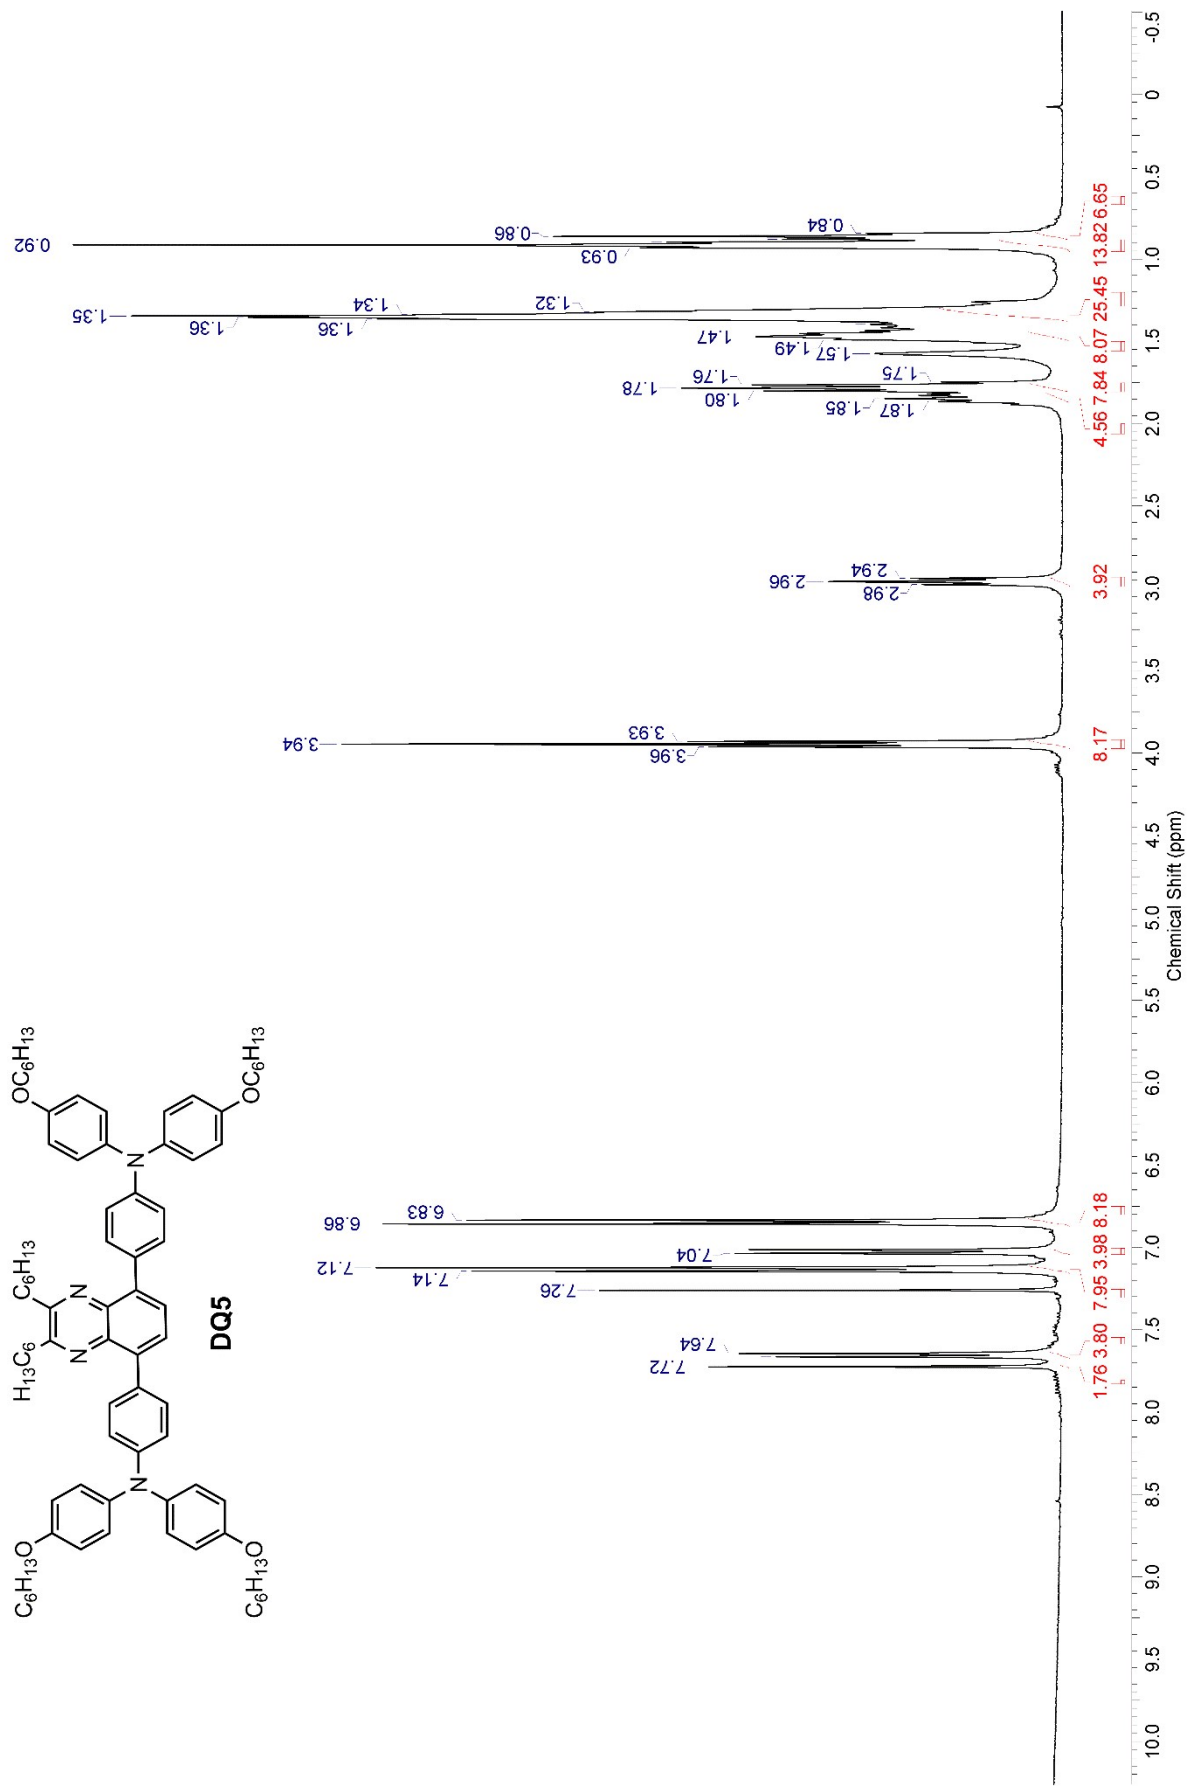 OC6H13
C6H13O
N
OC6H13
C6H13O
N
H13C6
C6H13
N
N
DQ5
7.72
7.64
7.26
7.14
7.12
7.04
6.86
6.83
3.96
3.94
3.93
2.98
2.96
2.94
1.87
1.85
1.80
1.78
1.76
1.75
1.57
1.49
1.47
1.36
1.36
1.35
1.34
1.32
0.93
0.92
0.86
0.84
1.76 3.80 7.95 3.98 8.18 8.17 3.92 4.56 7.84 8.07 25.45 13.82 6.65
10.0 9.5 9.0 8.5 8.0 7.5 7.0 6.5 6.0 5.5 5.0 4.5 4.0 3.5 3.0 2.5 2.0 1.5 1.0 0.5 0 -0.5
Chemical Shift (ppm)